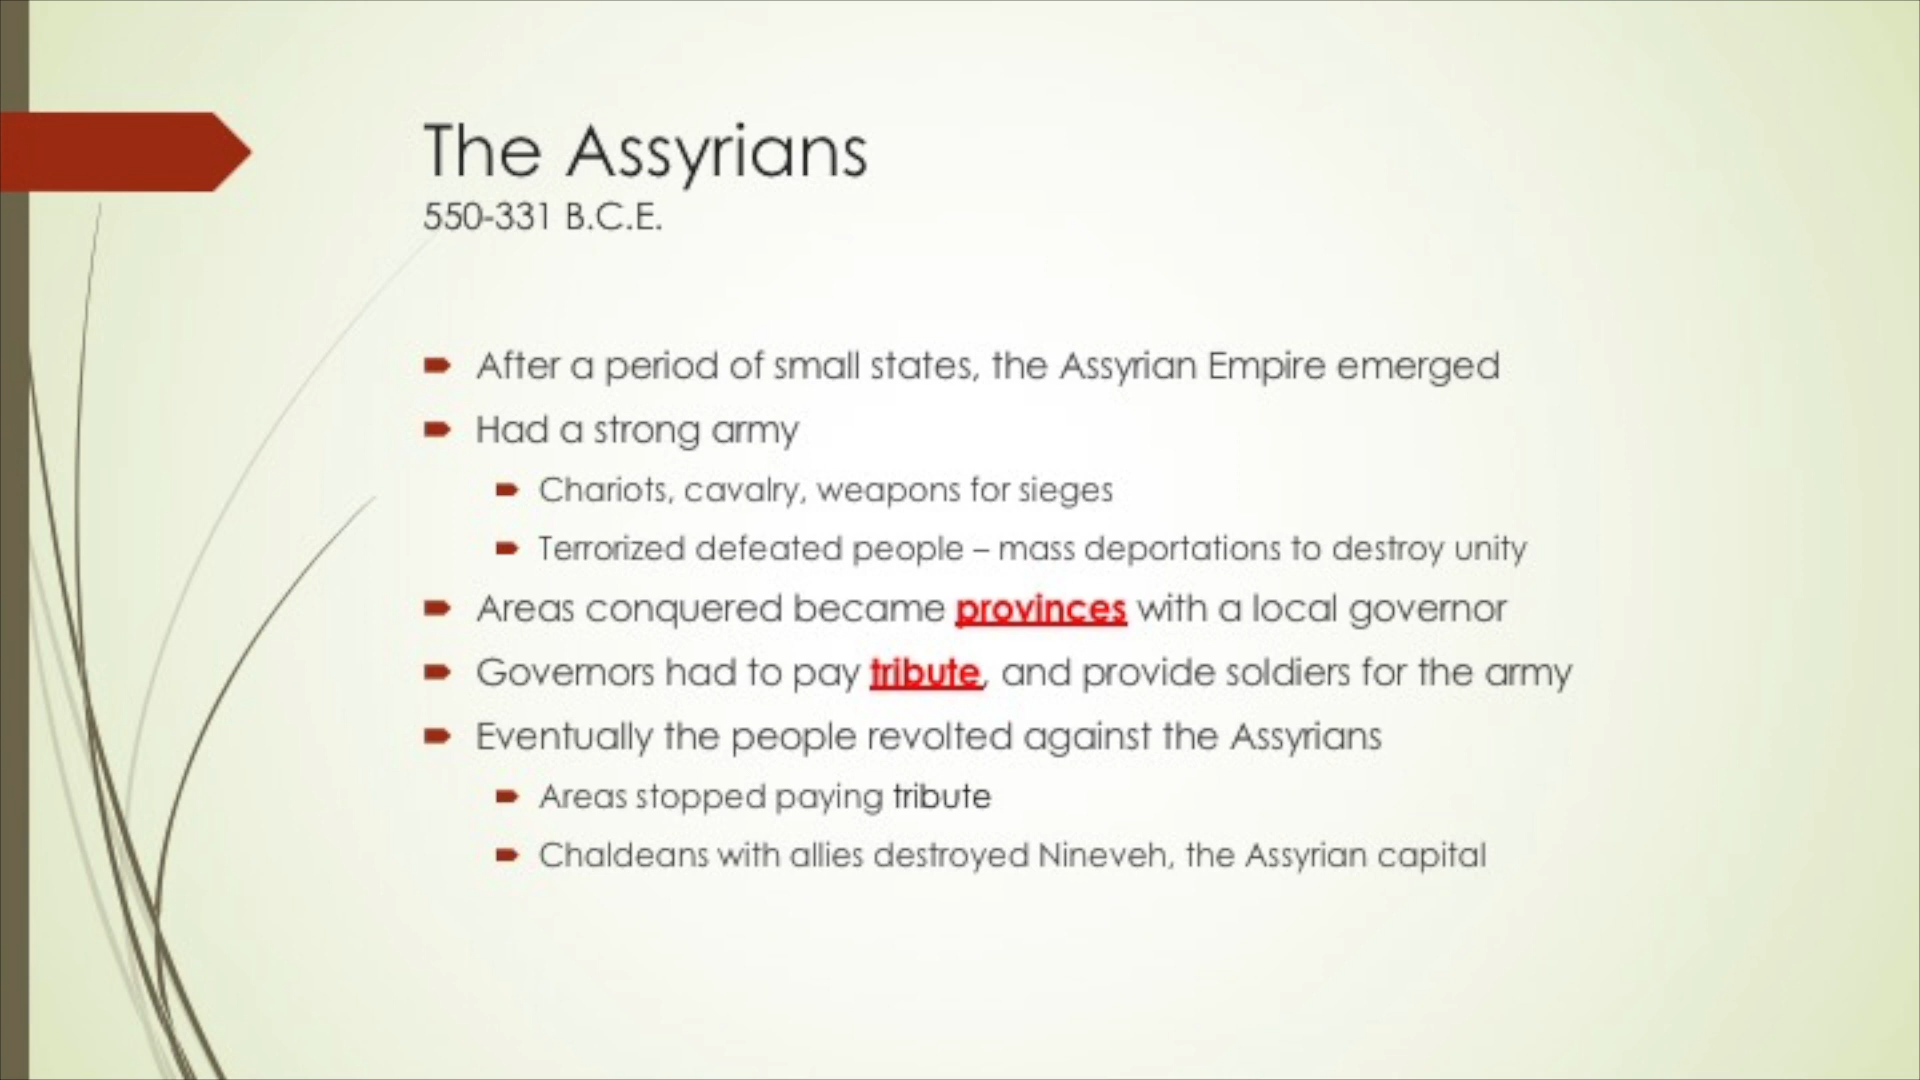 The Assyrians
550-331 B.C.E.
After a period of small states, the Assyrian Empire emerged
Had a strong army
Chariots, cavalry, weapons for sieges
Terrorized defeated people – mass deportations to destroy unity
Areas conquered became provinces with a local governor
Governors had to pay tribute, and provide soldiers for the army
Eventually the people revolted against the Assyrians
Areas stopped paying tribute
Chaldeans with allies destroyed Nineveh, the Assyrian capital